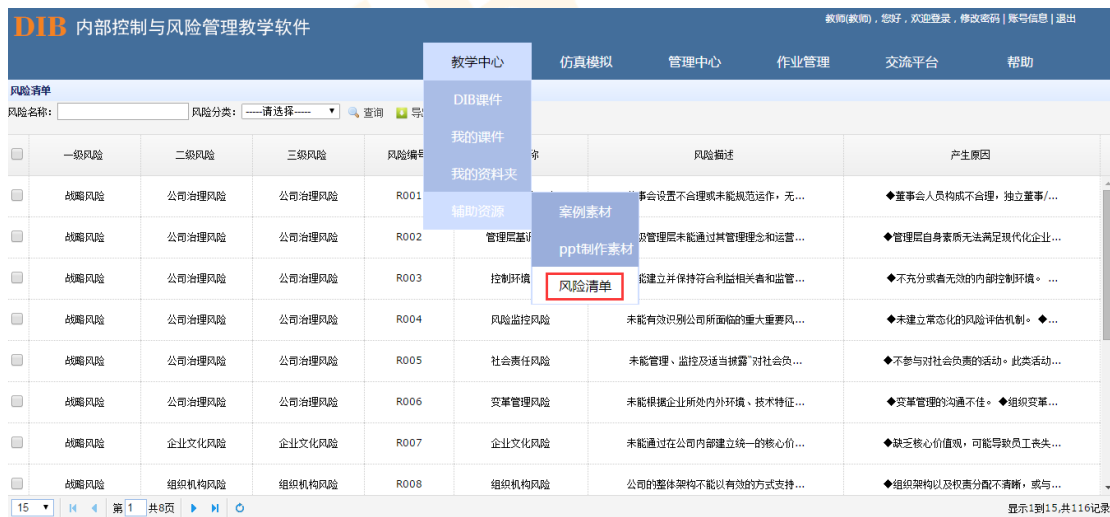 DIB 内部控制与风险管理教学软件
教师(教师)，您好，欢迎登录，修改密码 | 账号信息 | 退出
教学中心 仿真模拟 管理中心 作业管理 交流平台 帮助
DIB课件
我的课件
我的资料夹
辅助资源
案例素材
ppt制作素材
风险清单
风险清单
风险名称： 风险分类： -----请选择----- 查询
一级风险 二级风险 三级风险 风险编号 称 风险描述 产生原因
战略风险 公司治理风险 公司治理风险 R001 事会设置不合理或未能规范运作，无... ◆董事会人员构成不合理，独立董事/...
战略风险 公司治理风险 公司治理风险 R002 管理层基调 管理层未能通过其管理理念和运营... ◆管理层自身素质无法满足现代化企业...
战略风险 公司治理风险 公司治理风险 R003 控制环境 能建立并保持符合利益相关者和监管... ◆不充分或者无效的内部控制环境。 ...
战略风险 公司治理风险 公司治理风险 R004 风险监控风险 未能有效识别公司所面临的重大重要风... ◆未建立常态化的风险评估机制。 ◆...
战略风险 公司治理风险 公司治理风险 R005 社会责任风险 未能管理、监控及适当披露"对社会负... ◆不参与对社会负责的活动。此类活动...
战略风险 公司治理风险 公司治理风险 R006 变革管理风险 未能根据企业所处内外环境、技术特征... ◆变革管理的沟通不佳。 ◆组织变革...
战略风险 企业文化风险 企业文化风险 R007 企业文化风险 未能通过在公司内部建立统一的核心价... ◆缺乏核心价值观，可能导致员工丧失...
战略风险 组织机构风险 组织机构风险 R008 组织机构风险 公司的整体架构不能以有效的方式支持... ◆组织架构以及权责分配不清晰，或与...
15 第 1 共8页 显示1到15,共116记录